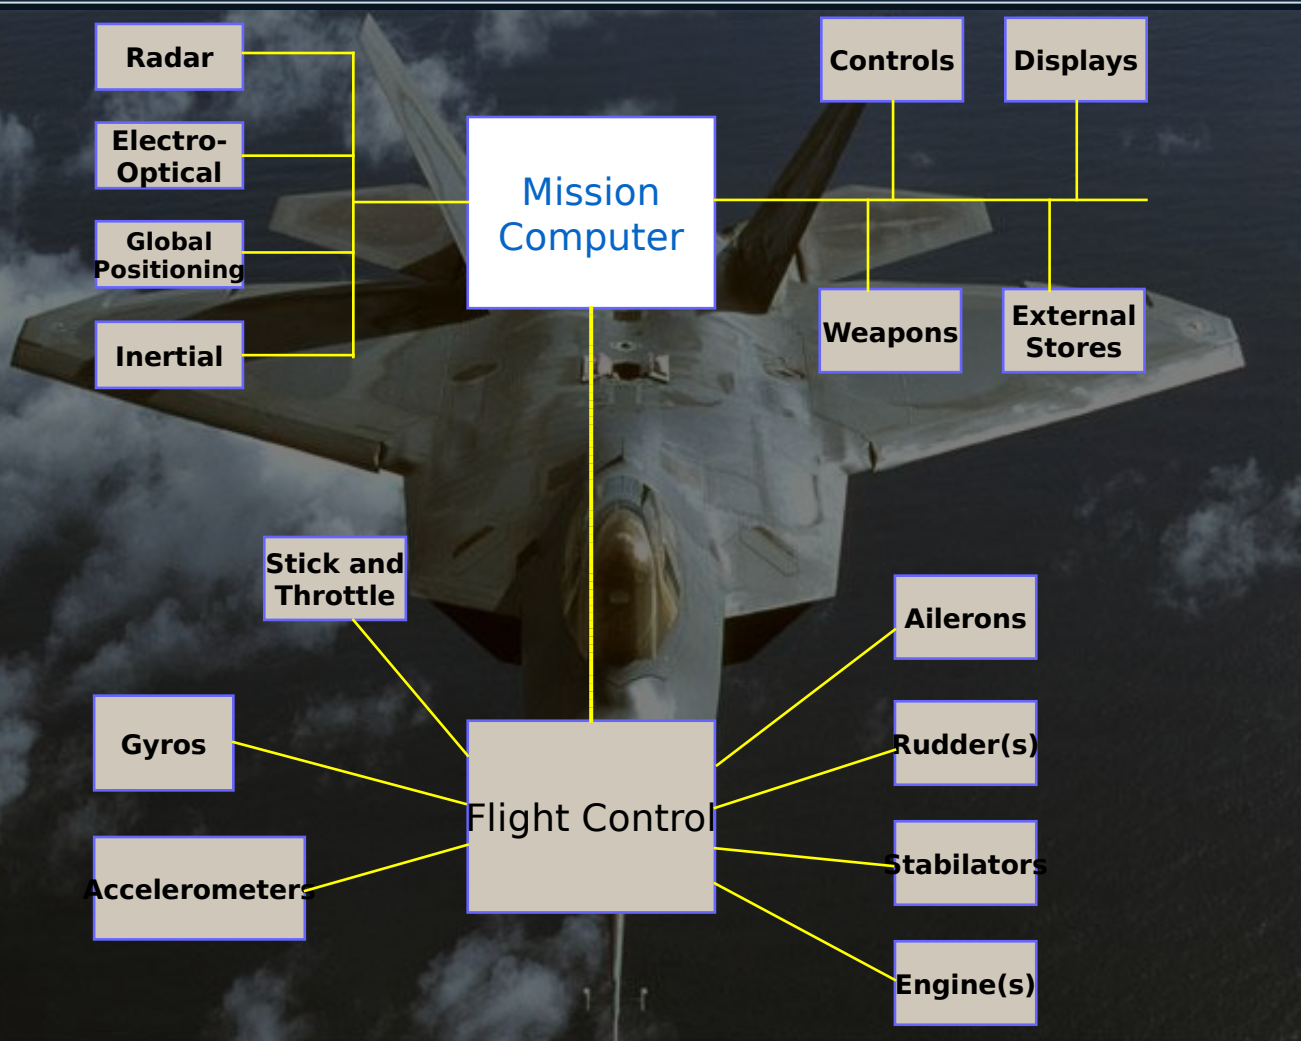 Radar
Electro-
Optical
Global
Positioning
Inertial
Mission
Computer
Controls
Displays
Weapons
External
Stores
Stick and
Throttle
Gyros
Accelerometers
Flight Control
Ailerons
Rudder(s)
Stabilators
Engine(s)